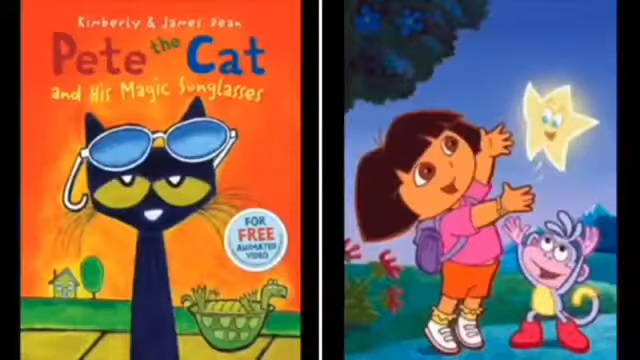 Kimberly & James Dean
Pete the Cat
and His Magic Sunglasses
FOR
FREE
ANIMATED
VIDEO